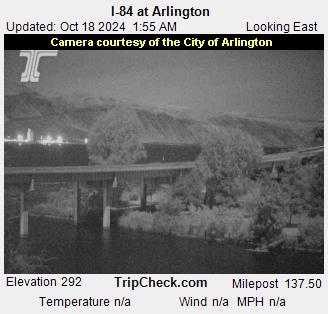 I-84 at Arlington
Updated: Oct 18 2024 1:55 AM Looking East
Camera courtesy of the City of Arlington
Elevation 292 TripCheck.com Milepost 137.50
Temperature n/a Wind n/a MPH n/a